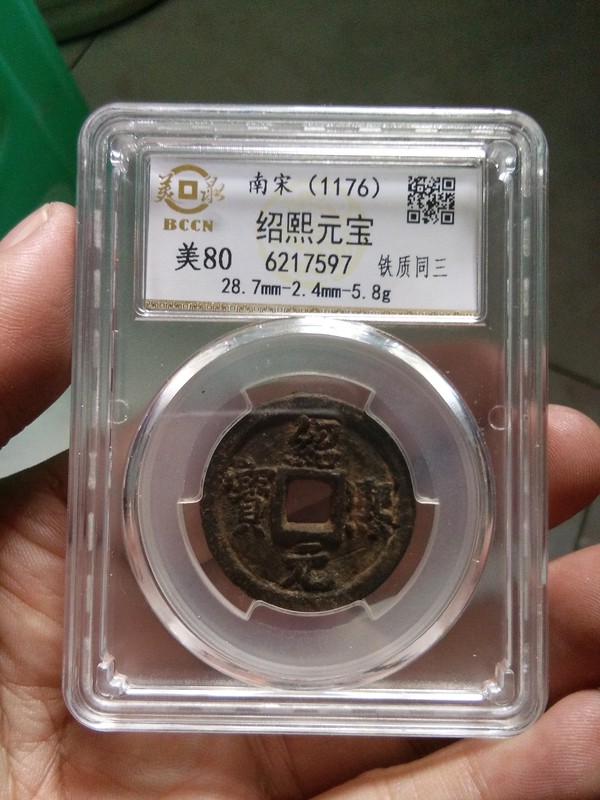 美泉
BCCN
南宋（1176）
绍熙元宝
美80 6217597 铁质同三
28.7mm-2.4mm-5.8g
紹熙元寶